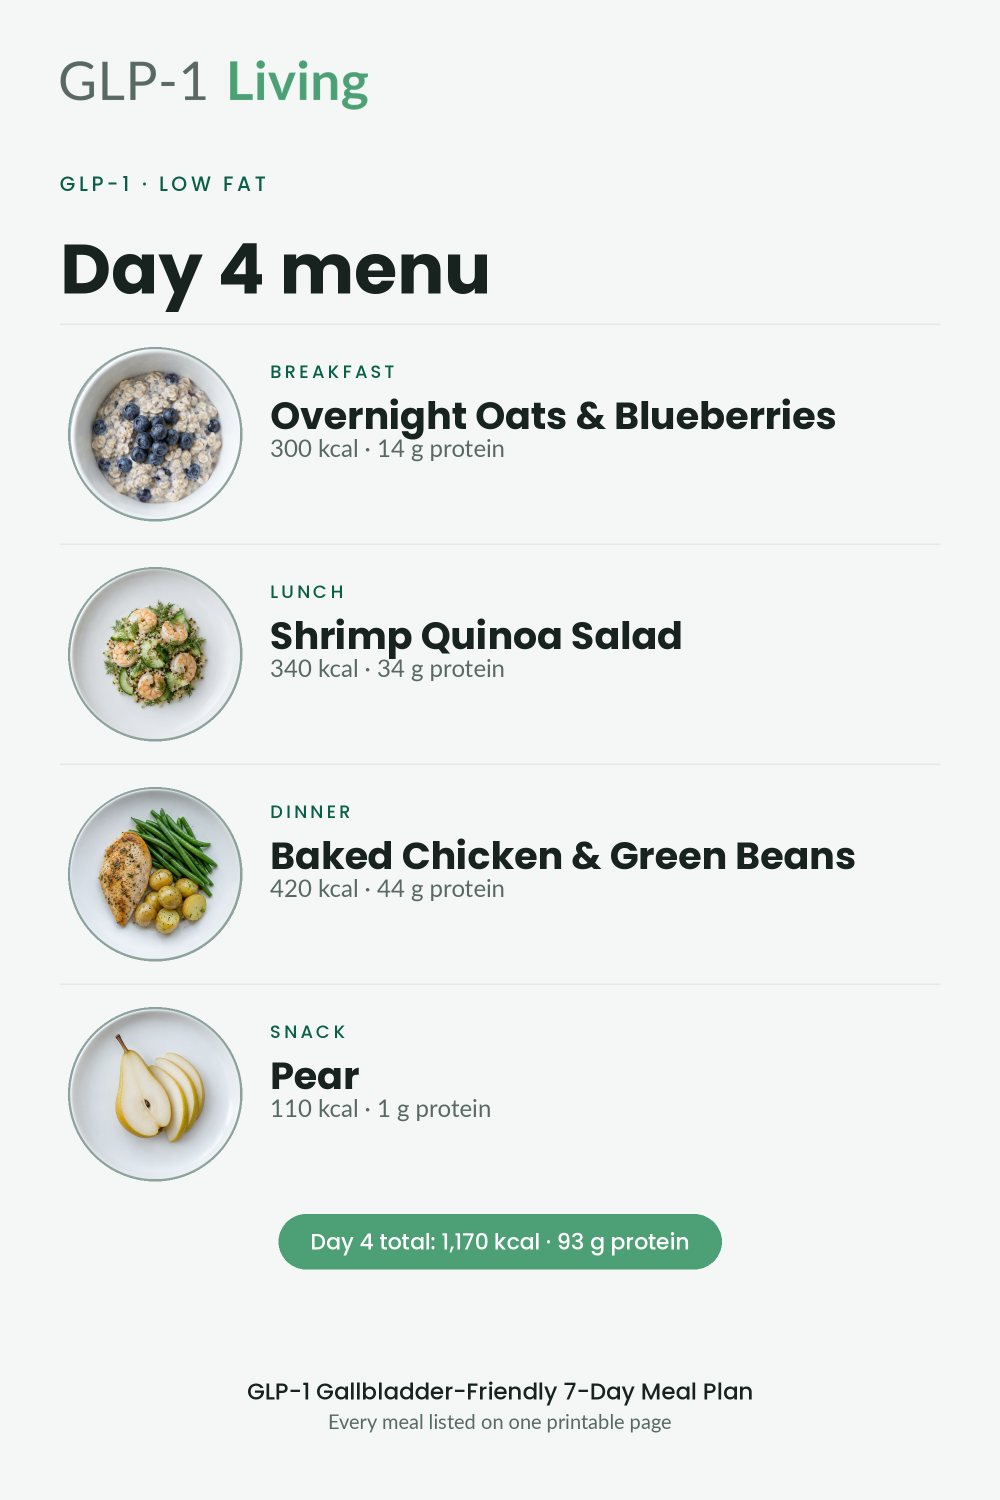 GLP-1 Living
GLP-1 · LOW FAT
Day 4 menu
BREAKFAST
Overnight Oats & Blueberries
300 kcal · 14 g protein
LUNCH
Shrimp Quinoa Salad
340 kcal · 34 g protein
DINNER
Baked Chicken & Green Beans
420 kcal · 44 g protein
SNACK
Pear
110 kcal · 1 g protein
Day 4 total: 1,170 kcal · 93 g protein
GLP-1 Gallbladder-Friendly 7-Day Meal Plan
Every meal listed on one printable page